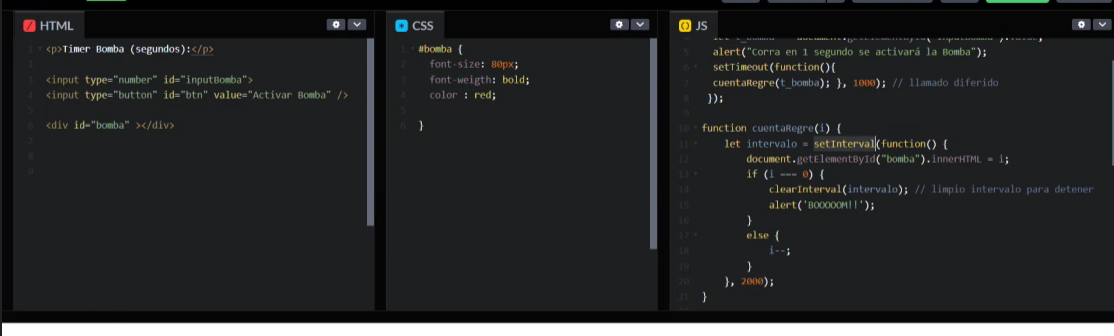 HTML
1 <p>Timer Bomba (segundos):</p>
2
3 <input type="number" id="inputBomba">
4 <input type="button" id="btn" value="Activar Bomba" />
5
6 <div id="bomba" ></div>
7
8
9
CSS
1 #bomba {
2 font-size: 80px;
3 font-weigth: bold;
4 color : red;
5
6 }
JS
5 alert("Corra en 1 segundo se activará la Bomba");
6 setTimeout(function(){
7 cuentaRegre(t_bomba); }, 1000); // llamado diferido
8 });
9
10 function cuentaRegre(i) {
11 let intervalo = setInterval(function() {
12 document.getElementById("bomba").innerHTML = i;
13 if (i === 0) {
14 clearInterval(intervalo); // limpio intervalo para detener
15 alert('BOOOOOM!!');
16 }
17 else {
18 i--;
19 }
20 }, 2000);
21 }